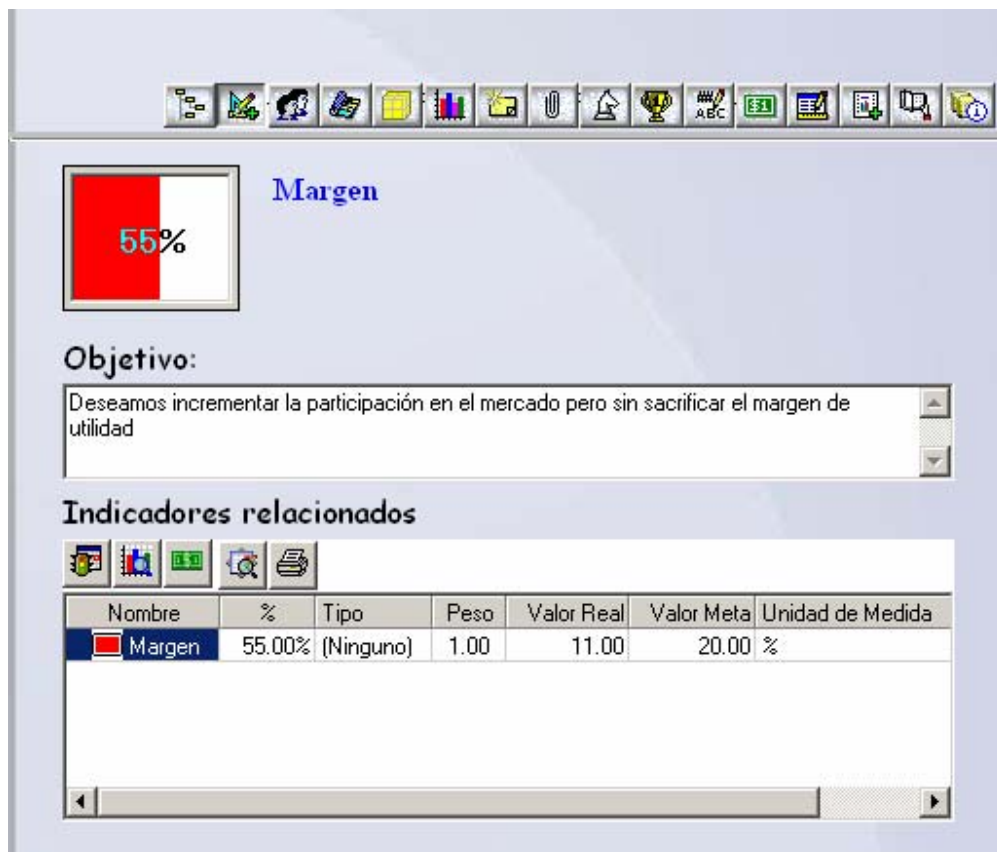 ABC
$1
Margen
55%
Objetivo:
Deseamos incrementar la participación en el mercado pero sin sacrificar el margen de
utilidad
Indicadores relacionados
Nombre % Tipo Peso Valor Real Valor Meta Unidad de Medida
Margen 55.00% (Ninguno) 1.00 11.00 20.00 %